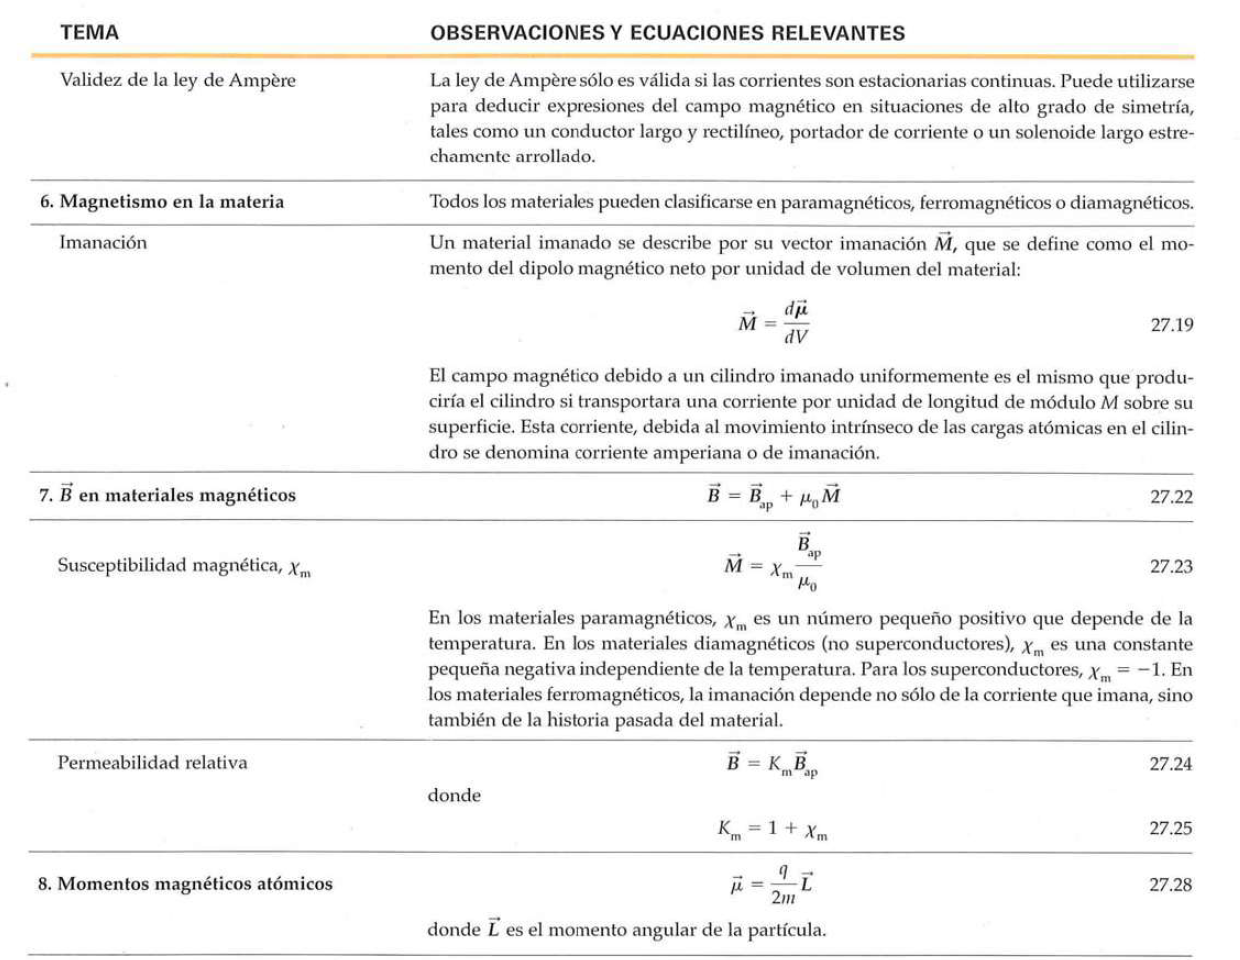 TEMA OBSERVACIONES Y ECUACIONES RELEVANTES
Validez de la ley de Ampère La ley de Ampère sólo es válida si las corrientes son estacionarias continuas. Puede utilizarse
para deducir expresiones del campo magnético en situaciones de alto grado de simetría,
tales como un conductor largo y rectilíneo, portador de corriente o un solenoide largo estre-
chamente arrollado.
6. Magnetismo en la materia Todos los materiales pueden clasificarse en paramagnéticos, ferromagnéticos o diamagnéticos.
Imanación Un material imanado se describe por su vector imanación $\vec{M}$, que se define como el mo-
mento del dipolo magnético neto por unidad de volumen del material:
$\vec{M} = \frac{d\vec{\mu}}{dV}$ 27.19
El campo magnético debido a un cilindro imanado uniformemente es el mismo que produ-
ciría el cilindro si transportara una corriente por unidad de longitud de módulo M sobre su
superficie. Esta corriente, debida al movimiento intrínseco de las cargas atómicas en el cilin-
dro se denomina corriente amperiana o de imanación.
7. $\vec{B}$ en materiales magnéticos $\vec{B} = \vec{B}_{ap} + \mu_0 \vec{M}$ 27.22
Susceptibilidad magnética, $\chi_m$ $\vec{M} = \chi_m \frac{\vec{B}_{ap}}{\mu_0}$ 27.23
En los materiales paramagnéticos, $\chi_m$ es un número pequeño positivo que depende de la
temperatura. En los materiales diamagnéticos (no superconductores), $\chi_m$ es una constante
pequeña negativa independiente de la temperatura. Para los superconductores, $\chi_m = -1$. En
los materiales ferromagnéticos, la imanación depende no sólo de la corriente que imana, sino
también de la historia pasada del material.
Permeabilidad relativa $\vec{B} = K_m \vec{B}_{ap}$ 27.24
donde
$K_m = 1 + \chi_m$ 27.25
8. Momentos magnéticos atómicos $\vec{\mu} = \frac{q}{2m} \vec{L}$ 27.28
donde $\vec{L}$ es el momento angular de la partícula.